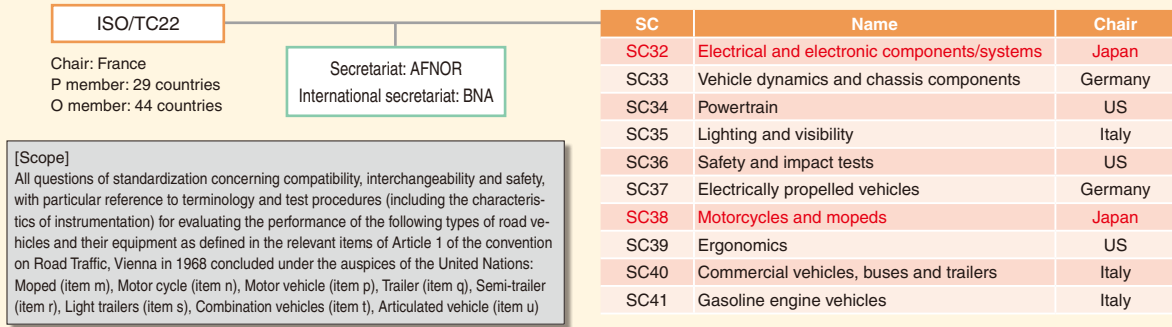 ISO/TC22
Chair: France
P member: 29 countries
O member: 44 countries
Secretariat: AFNOR
International secretariat: BNA
[Scope]
All questions of standardization concerning compatibility, interchangeability and safety,
with particular reference to terminology and test procedures (including the characteris-
tics of instrumentation) for evaluating the performance of the following types of road ve-
hicles and their equipment as defined in the relevant items of Article 1 of the convention
on Road Traffic, Vienna in 1968 concluded under the auspices of the United Nations:
Moped (item m), Motor cycle (item n), Motor vehicle (item p), Trailer (item q), Semi-trailer
(item r), Light trailers (item s), Combination vehicles (item t), Articulated vehicle (item u)
SC Name Chair
SC32 Electrical and electronic components/systems Japan
SC33 Vehicle dynamics and chassis components Germany
SC34 Powertrain US
SC35 Lighting and visibility Italy
SC36 Safety and impact tests US
SC37 Electrically propelled vehicles Germany
SC38 Motorcycles and mopeds Japan
SC39 Ergonomics US
SC40 Commercial vehicles, buses and trailers Italy
SC41 Gasoline engine vehicles Italy